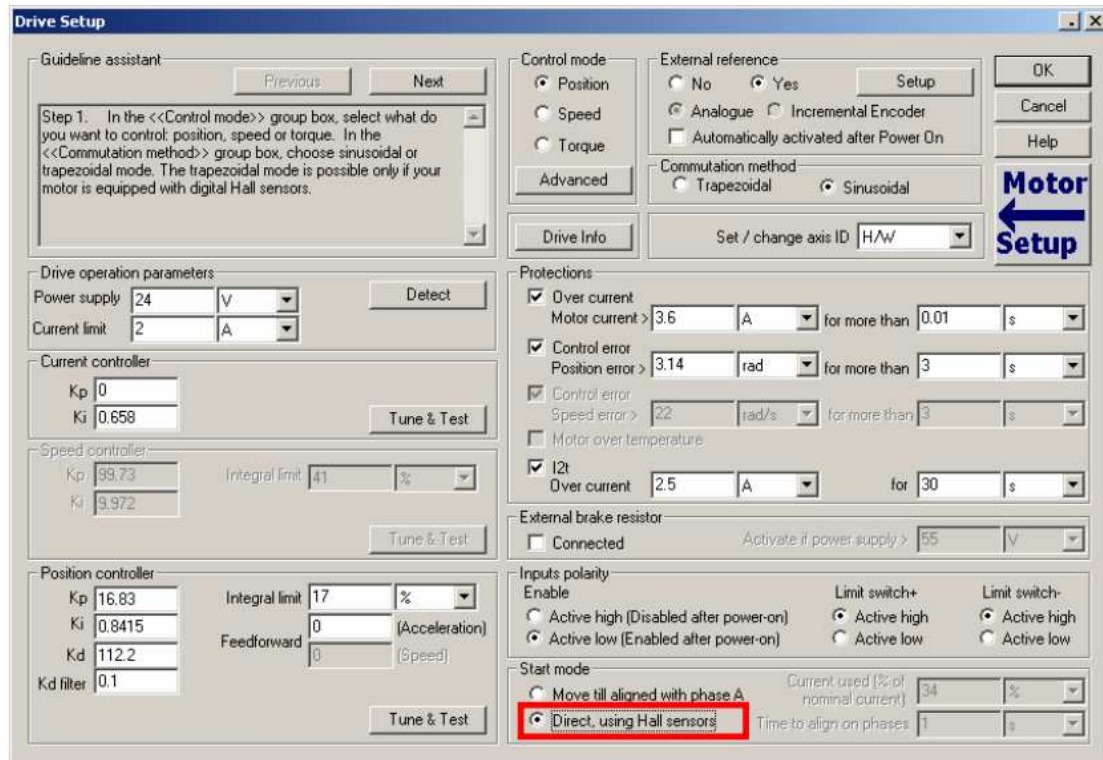 Drive Setup
Guideline assistant
Previous
Next
Step 1. In the <<Control mode>> group box, select what do
you want to control: position, speed or torque. In the
<<Commutation method>> group box, choose sinusoidal or
trapezoidal mode. The trapezoidal mode is possible only if your
motor is equipped with digital Hall sensors.
Control mode
Position
Speed
Torque
Advanced
External reference
No Yes Setup
Analogue Incremental Encoder
Automatically activated after Power On
Commutation method
Trapezoidal Sinusoidal
OK
Cancel
Help
Motor
Setup
Drive Info
Set / change axis ID H/W
Drive operation parameters
Power supply 24 V
Detect
Current limit 2 A
Current controller
Kp 0
Ki 0.658
Tune & Test
Speed controller
Kp 99.73
Integral limit 41 %
Ki 9.972
Tune & Test
Position controller
Kp 16.83
Integral limit 17 %
Ki 0.8415
Feedforward 0 (Acceleration)
0 (Speed)
Kd 112.2
Kd filter 0.1
Tune & Test
Protections
Over current
Motor current > 3.6 A for more than 0.01 s
Control error
Position error > 3.14 rad for more than 3 s
Control error
Speed error > 22 rad/s for more than 3 s
Motor over temperature
I2t
Over current 2.5 A for 30 s
External brake resistor
Connected
Activate if power supply > 55 V
Inputs polarity
Enable
Active high (Disabled after power-on)
Active low (Enabled after power-on)
Limit switch+
Active high
Active low
Limit switch-
Active high
Active low
Start mode
Move till aligned with phase A
Direct, using Hall sensors
Current used (% of
nominal current) 34 %
Time to align on phases 1 s